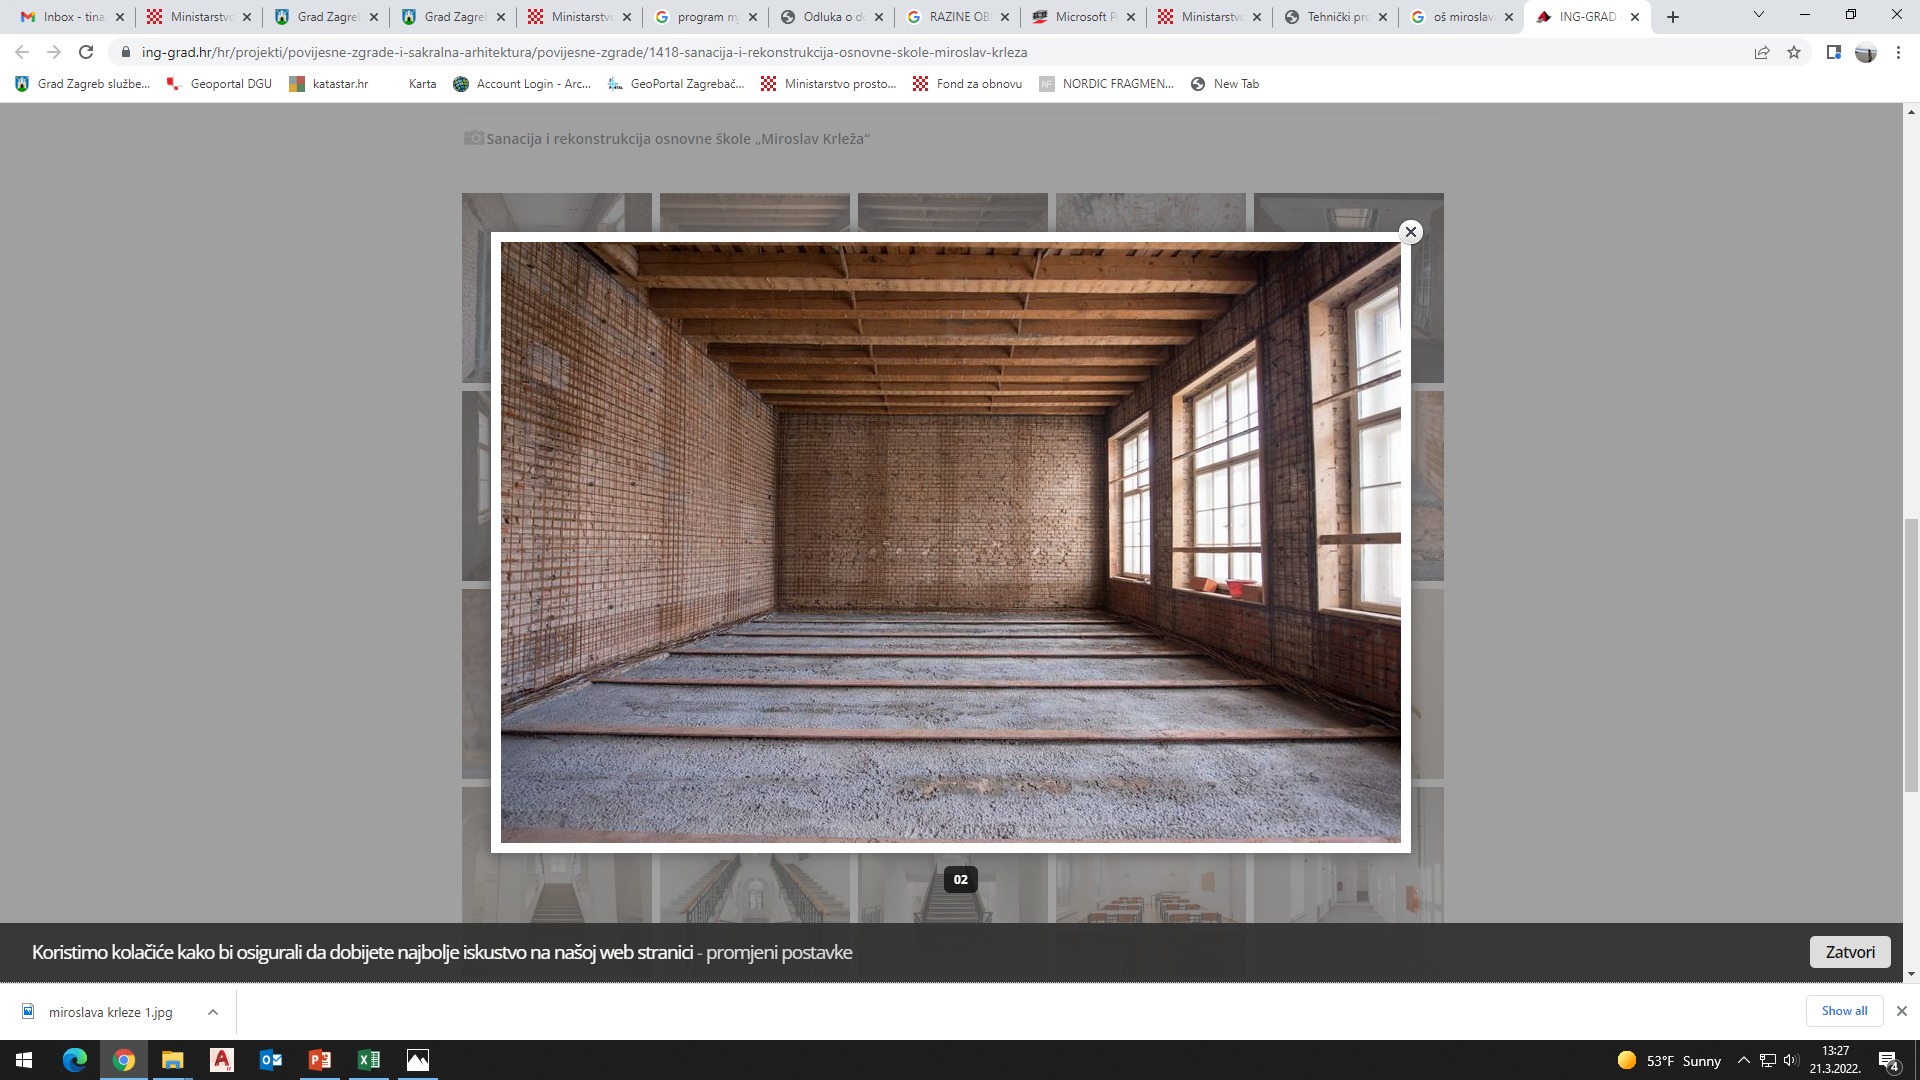 Inbox - tina
Ministarstvo
Grad Zagreb
Grad Zagreb
Ministarstvo
program m
Odluka o do
RAZINE OB
Microsoft P
Ministarstvo
Tehnički pro
oš miroslav
ING-GRAD
ing-grad.hr/hr/projekti/povijesne-zgrade-i-sakralna-arhitektura/povijesne-zgrade/1418-sanacija-i-rekonstrukcija-osnovne-skole-miroslav-krleza
Grad Zagreb službe...
Geoportal DGU
katastar.hr
Karta
Account Login - Arc...
GeoPortal Zagrebač...
Ministarstvo prosto...
Fond za obnovu
NF
NORDIC FRAGMEN...
New Tab
Sanacija i rekonstrukcija osnovne škole „Miroslav Krleža“
02
Koristimo kolačiće kako bi osigurali da dobijete najbolje iskustvo na našoj web stranici - promjeni postavke
Zatvori
miroslava krleze 1.jpg
Show all
53°F Sunny
13:27
21.3.2022.
4